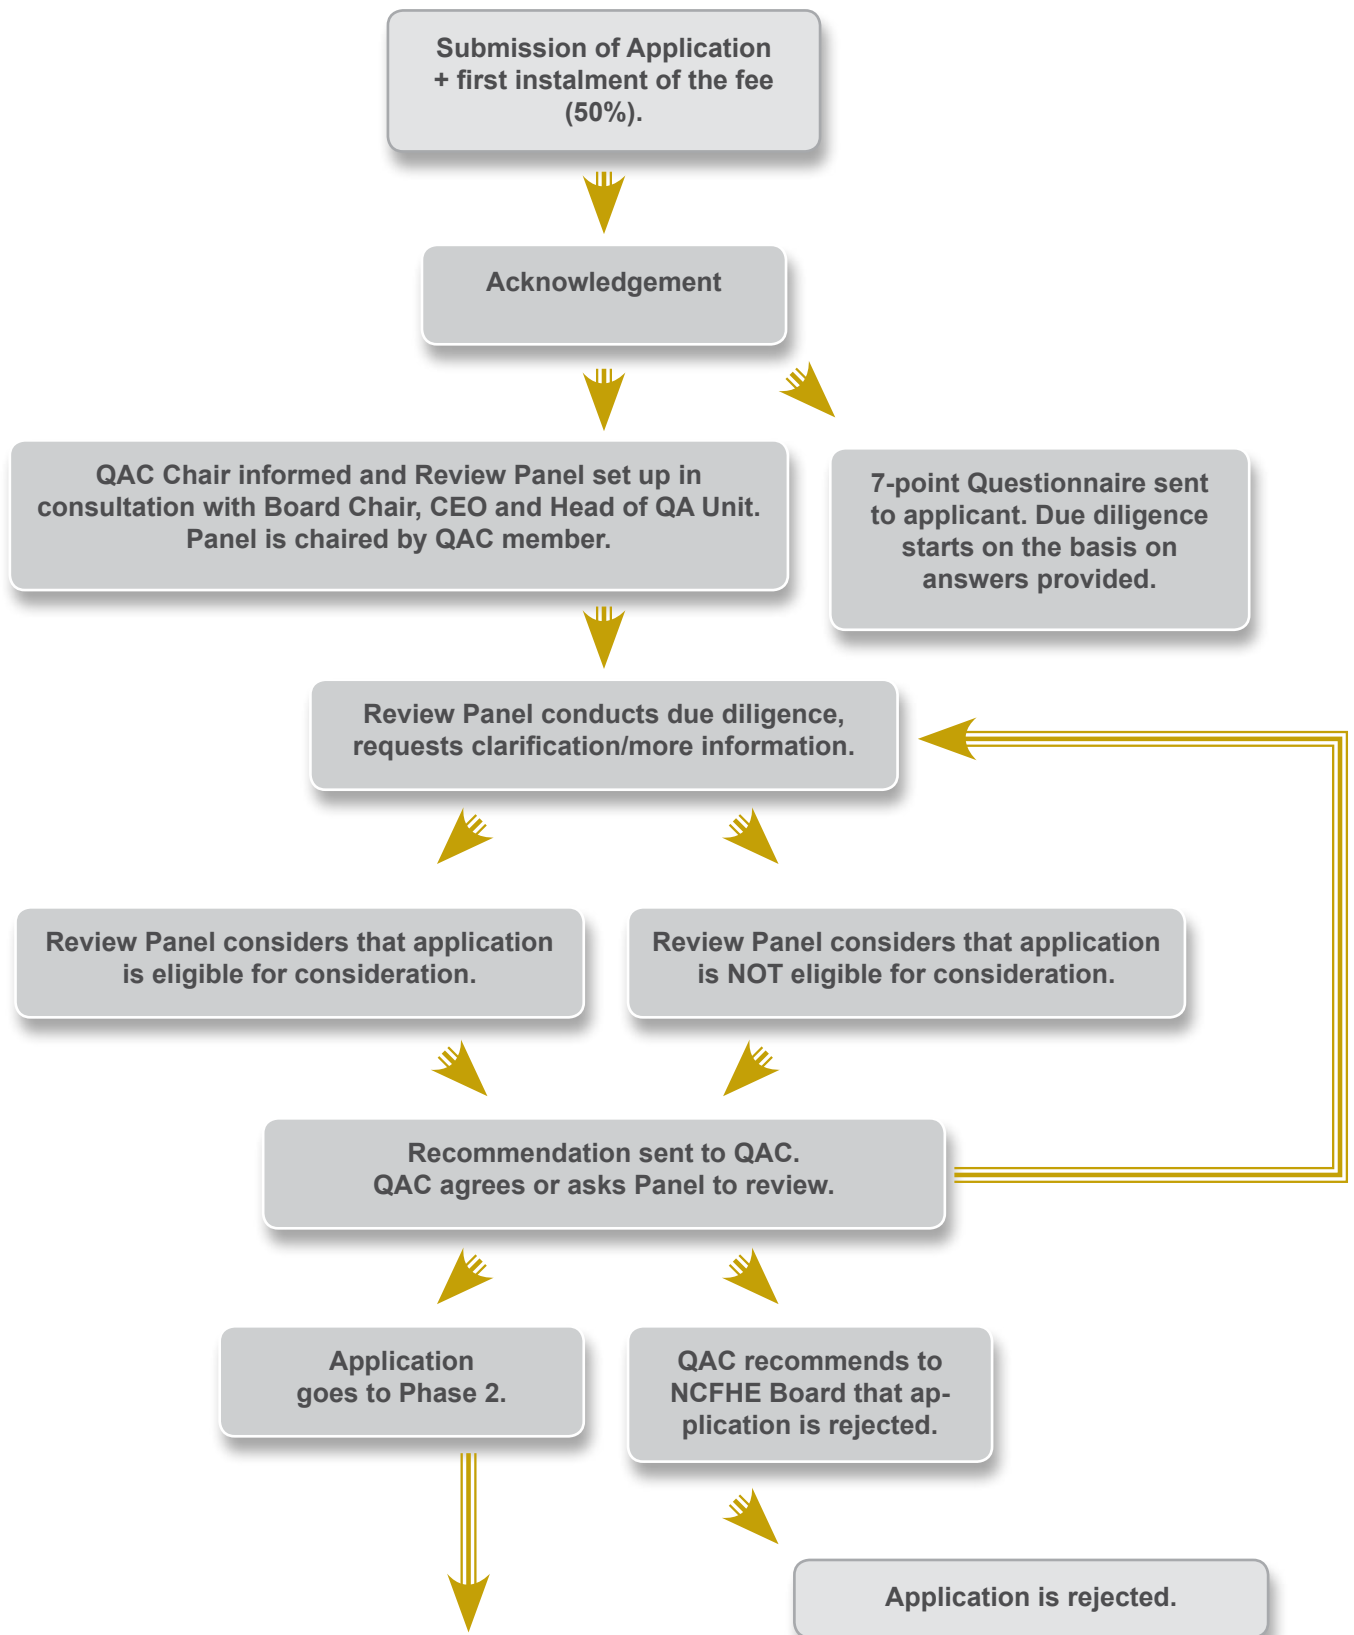 Submission of Application
+ first instalment of the fee
(50%).
Acknowledgement
QAC Chair informed and Review Panel set up in
consultation with Board Chair, CEO and Head of QA Unit.
Panel is chaired by QAC member.
7-point Questionnaire sent
to applicant. Due diligence
starts on the basis on
answers provided.
Review Panel conducts due diligence,
requests clarification/more information.
Review Panel considers that application
is eligible for consideration.
Review Panel considers that application
is NOT eligible for consideration.
Recommendation sent to QAC.
QAC agrees or asks Panel to review.
Application
goes to Phase 2.
QAC recommends to
NCFHE Board that ap-
plication is rejected.
Application is rejected.